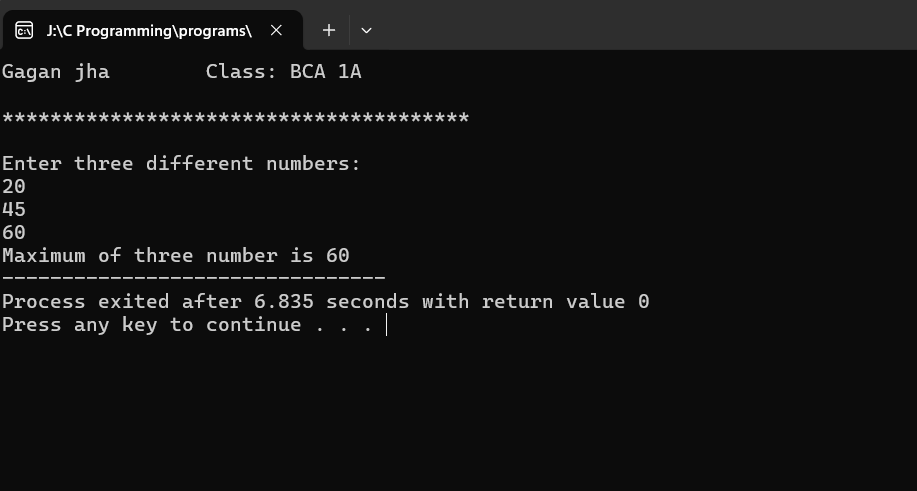 J:\C Programming\programs\
Gagan jha        Class: BCA 1A
***************************************
Enter three different numbers:
20
45
60
Maximum of three number is 60
--------------------------------
Process exited after 6.835 seconds with return value 0
Press any key to continue . . .